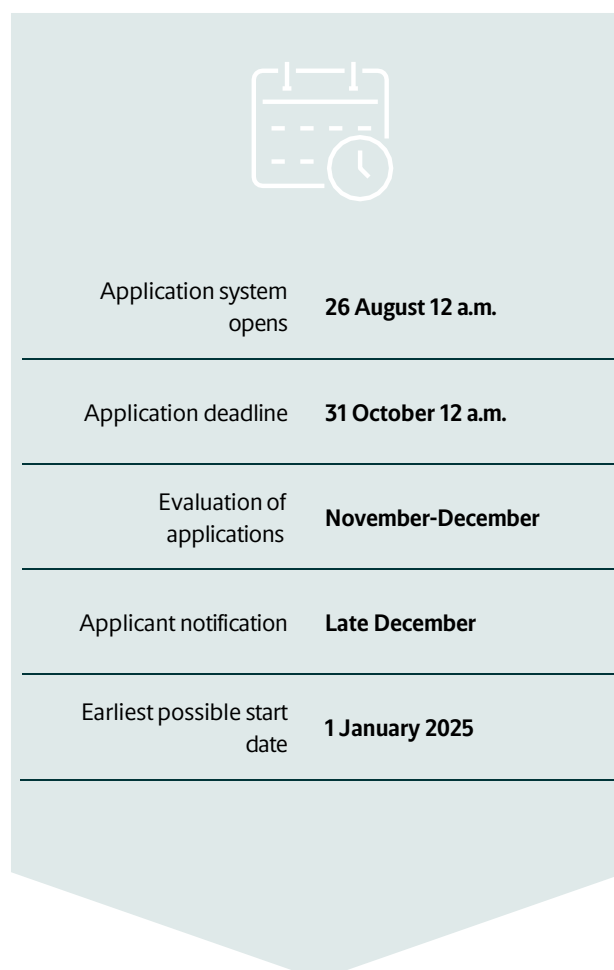 Application system
opens
26 August 12 a.m.
Application deadline
31 October 12 a.m.
Evaluation of
applications
November-December
Applicant notification
Late December
Earliest possible start
date
1 January 2025